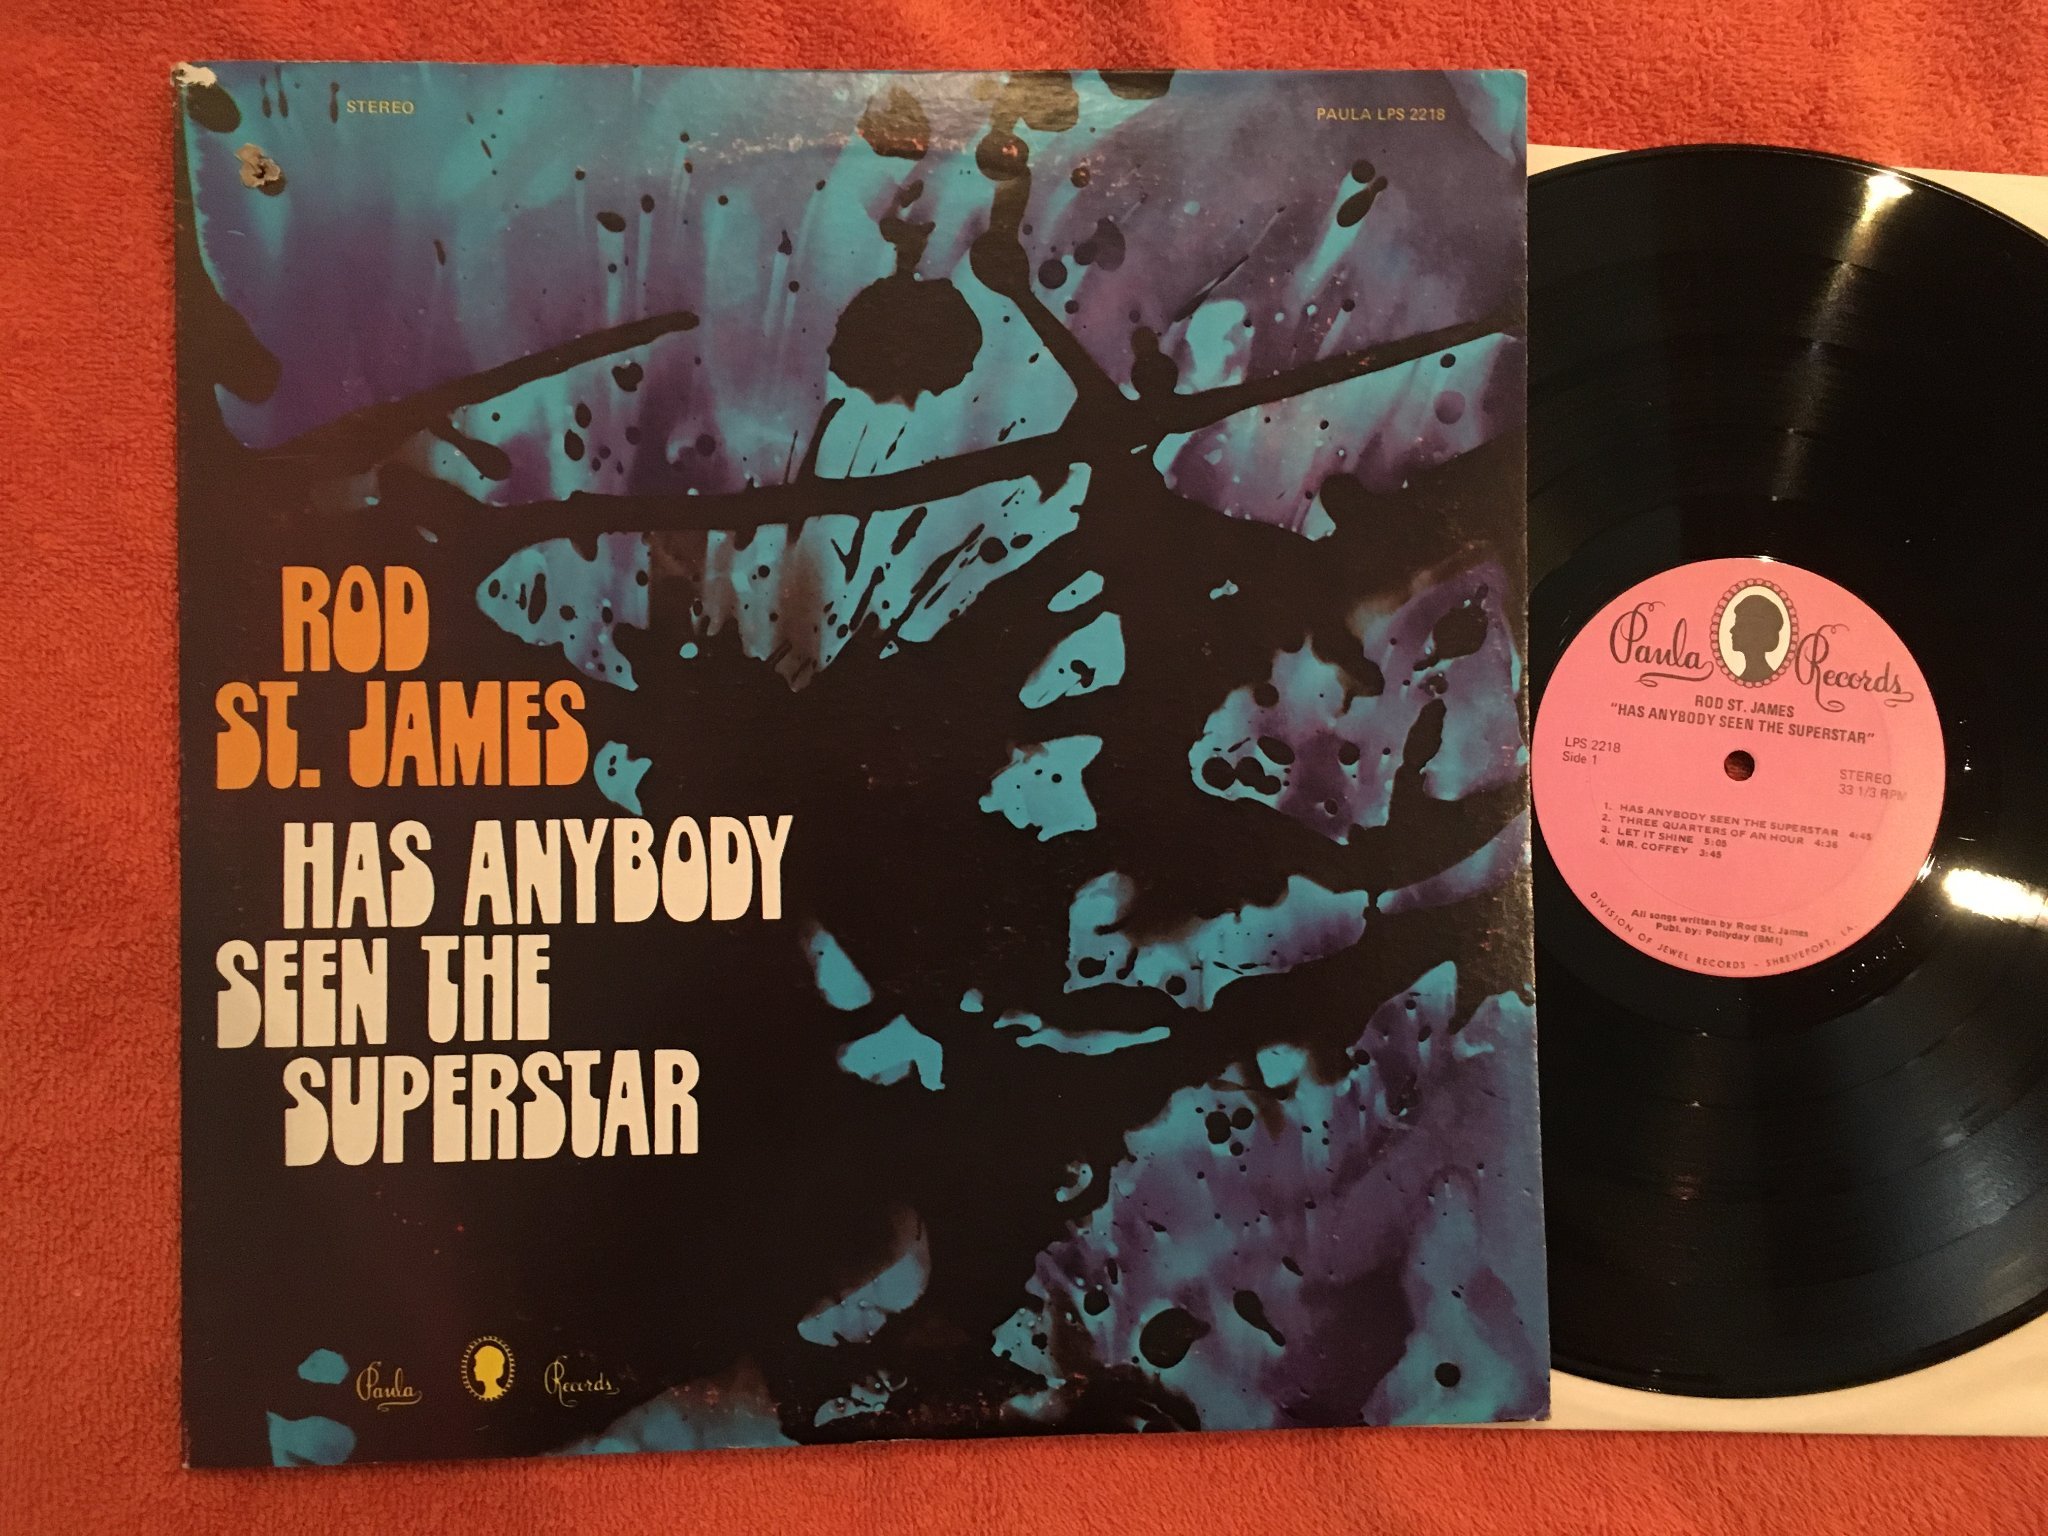 STEREO
PAULA LPS 2218
ROD
ST. JAMES
HAS ANYBODY
SEEN THE
SUPERSTAR
Paula Records
Paula Records
ROD ST. JAMES
"HAS ANYBODY SEEN THE SUPERSTAR"
LPS 2218
Side 1
STEREO
33 1/3 RPM
1. HAS ANYBODY SEEN THE SUPERSTAR 4:45
2. THREE QUARTERS OF AN HOUR 4:36
3. LET IT SHINE 5:05
4. MR. COFFEY 3:45
All songs written by Rod St. James
Publ. by: Pollyday (BMI)
DIVISION OF JEWEL RECORDS - SHREVEPORT, LA.